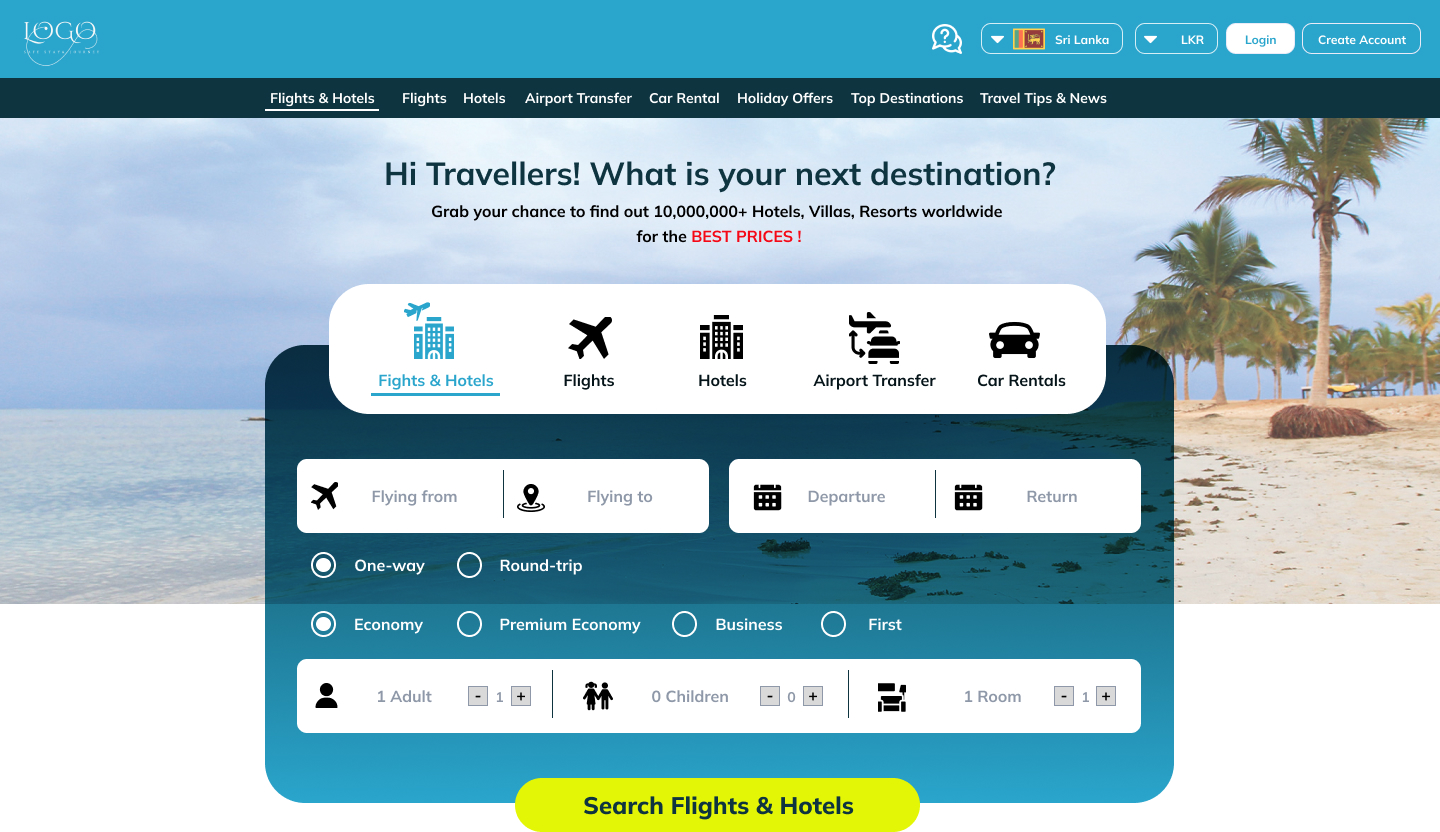 LOGO
Sri Lanka
LKR
Login
Create Account
Flights & Hotels
Flights
Hotels
Airport Transfer
Car Rental
Holiday Offers
Top Destinations
Travel Tips & News
Hi Travellers! What is your next destination?
Grab your chance to find out 10,000,000+ Hotels, Villas, Resorts worldwide
for the BEST PRICES !
Fights & Hotels
Flights
Hotels
Airport Transfer
Car Rentals
Flying from
Flying to
Departure
Return
One-way
Round-trip
Economy
Premium Economy
Business
First
1 Adult
- 1 +
0 Children
- 0 +
1 Room
- 1 +
Search Flights & Hotels